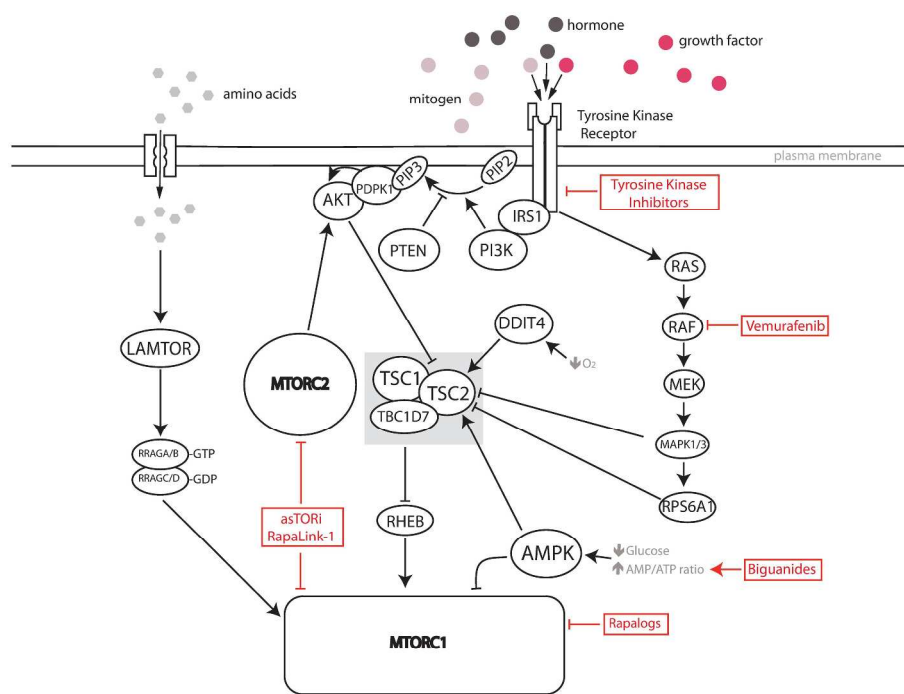 hormone
growth factor
amino acids
mitogen
Tyrosine Kinase
Receptor
plasma membrane
PIP3
PIP2
PDPK1
AKT
Tyrosine Kinase
Inhibitors
IRS1
PTEN
PI3K
RAS
DDIT4
RAF
Vemurafenib
LAMTOR
O2
MTORC2
TSC1
TSC2
MEK
TBC1D7
MAPK1/3
RRAGA/B
-GTP
RRAGC/D
-GDP
RPS6A1
asTORi
RapaLink-1
RHEB
AMPK
Glucose
AMP/ATP ratio
Biguanides
Rapalogs
MTORC1